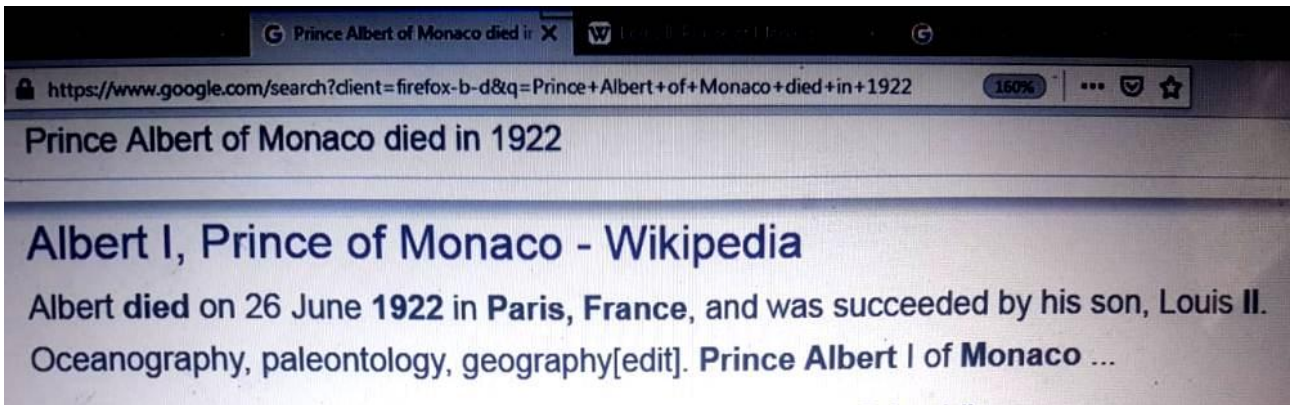 G Prince Albert of Monaco died in X W G
https://www.google.com/search?client=firefox-b-d&q=Prince+Albert+of+Monaco+died+in+1922 160% ...
Prince Albert of Monaco died in 1922
Albert I, Prince of Monaco - Wikipedia
Albert died on 26 June 1922 in Paris, France, and was succeeded by his son, Louis II.
Oceanography, paleontology, geography[edit]. Prince Albert I of Monaco ...